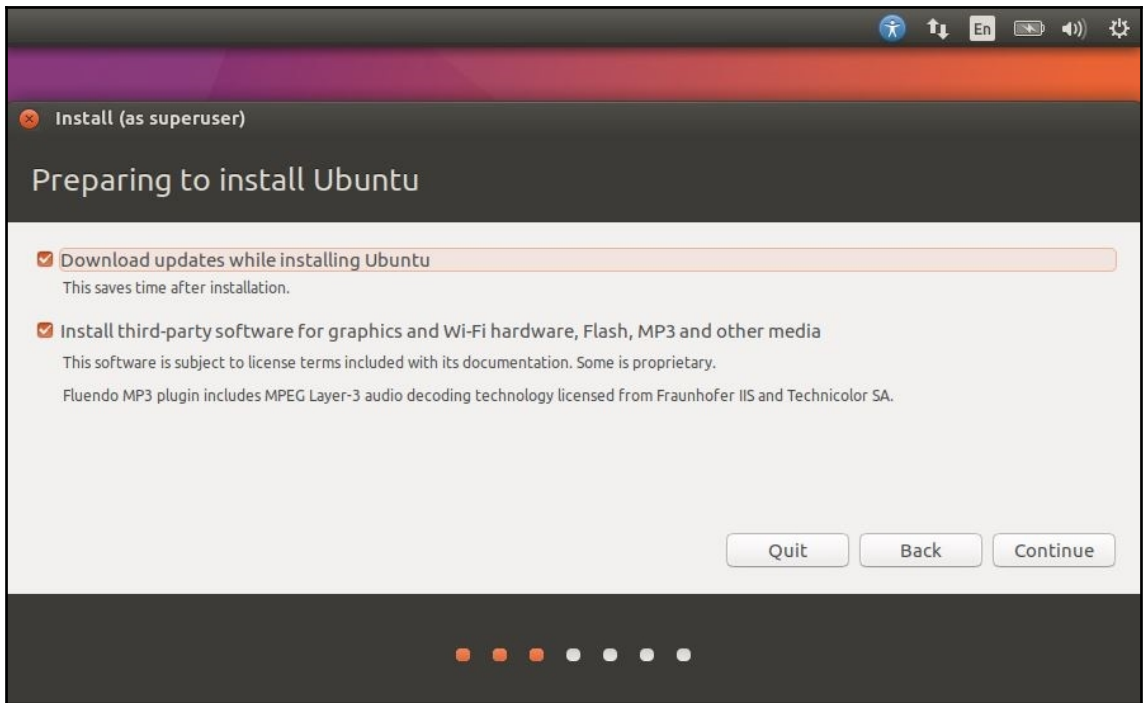 En
Install (as superuser)
Preparing to install Ubuntu
Download updates while installing Ubuntu
This saves time after installation.
Install third-party software for graphics and Wi-Fi hardware, Flash, MP3 and other media
This software is subject to license terms included with its documentation. Some is proprietary.
Fluendo MP3 plugin includes MPEG Layer-3 audio decoding technology licensed from Fraunhofer IIS and Technicolor SA.
Quit Back Continue